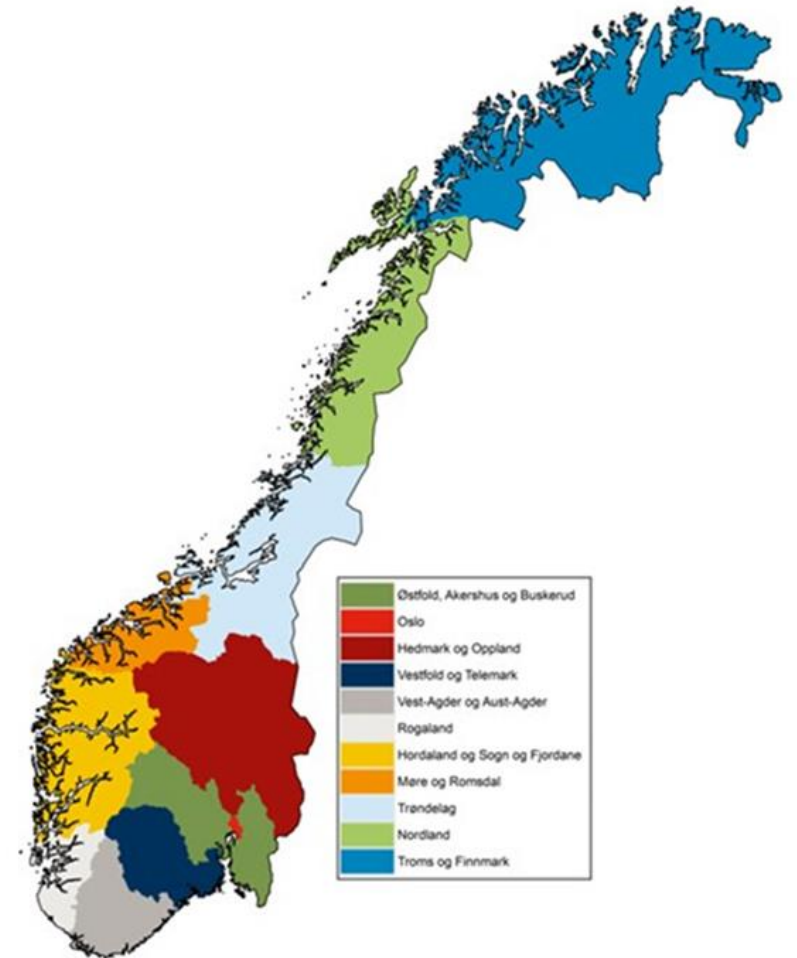 Østfold, Akershus og Buskerud
Oslo
Hedmark og Oppland
Vestfold og Telemark
Vest-Agder og Aust-Agder
Rogaland
Hordaland og Sogn og Fjordane
Møre og Romsdal
Trøndelag
Nordland
Troms og Finnmark